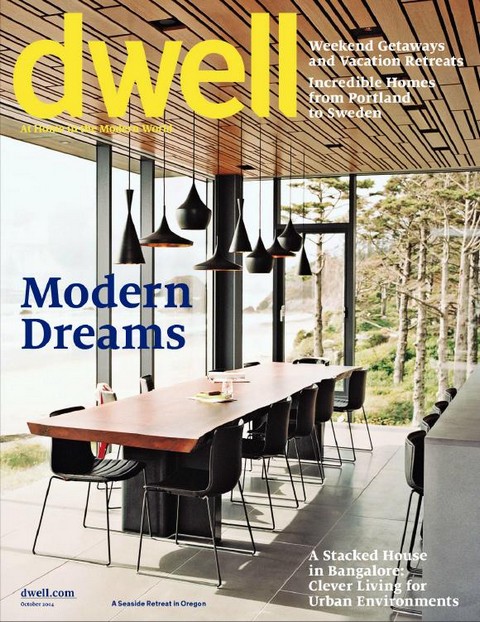 dwell
At Home in the Modern World
Weekend Getaways
and Vacation Retreats
Incredible Homes
from Portland
to Sweden
Modern
Dreams
A Stacked House
in Bangalore:
Clever Living for
Urban Environments
dwell.com
October 2014
A Seaside Retreat in Oregon